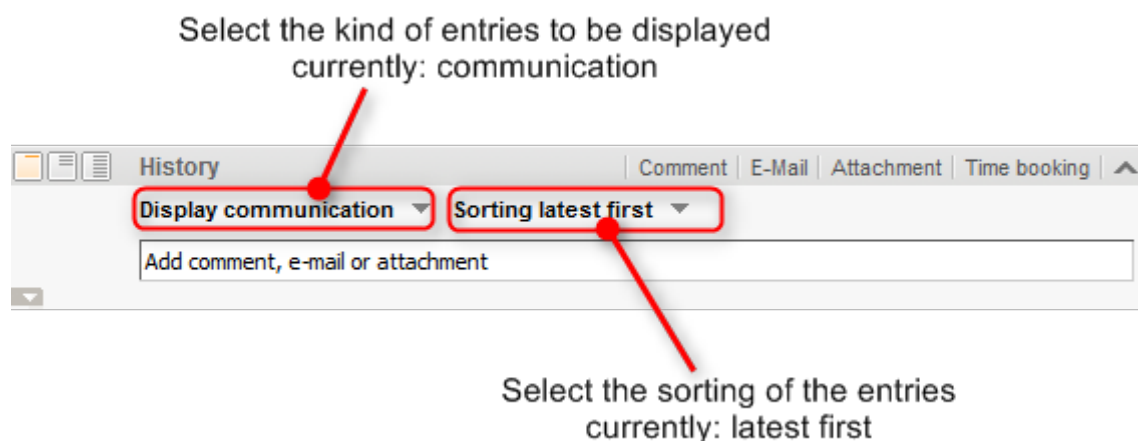 Select the kind of entries to be displayed
currently: communication
History | Comment | E-Mail | Attachment | Time booking |
Display communication Sorting latest first
Add comment, e-mail or attachment
Select the sorting of the entries
currently: latest first